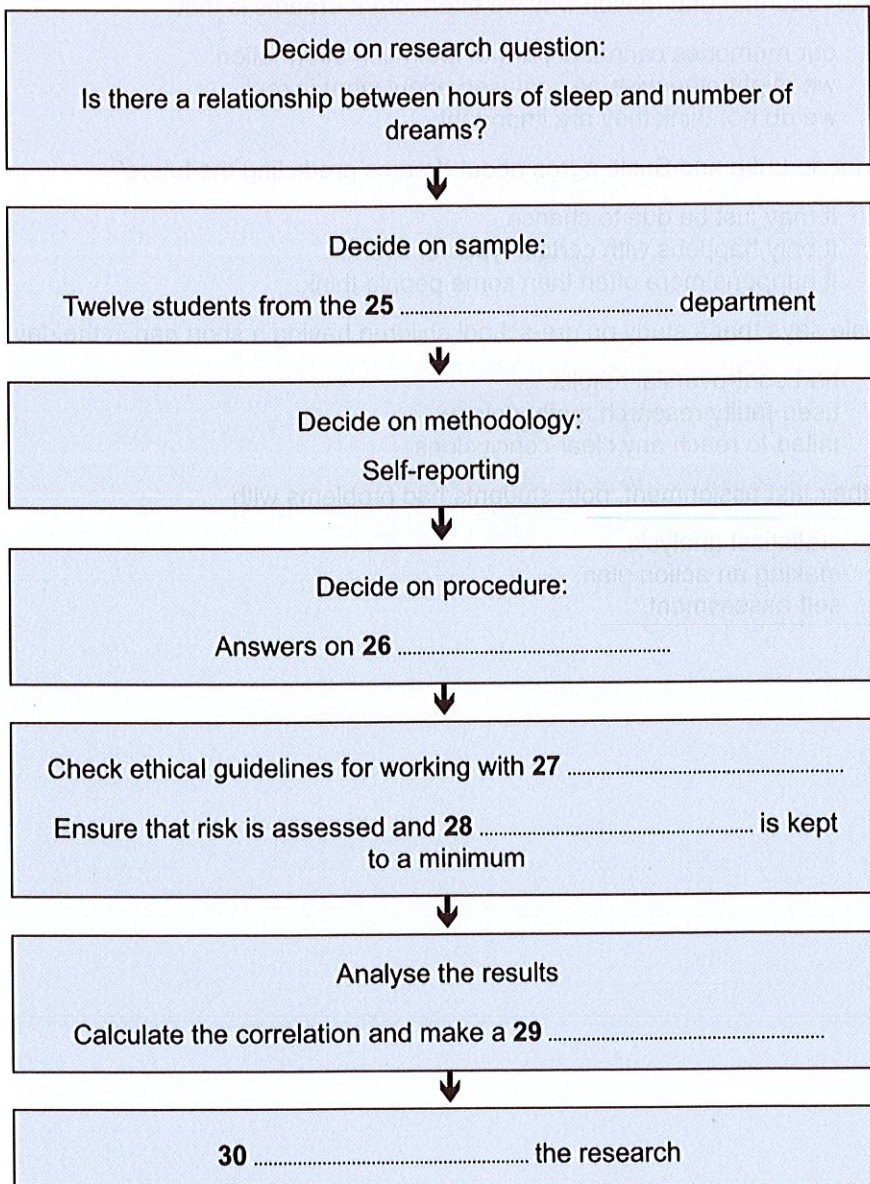 Decide on research question:
Is there a relationship between hours of sleep and number of
dreams?
Decide on sample:
Twelve students from the 25 ........................................ department
Decide on methodology:
Self-reporting
Decide on procedure:
Answers on 26 ........................................
Check ethical guidelines for working with 27 ........................................
Ensure that risk is assessed and 28 ........................................ is kept
to a minimum
Analyse the results
Calculate the correlation and make a 29 ........................................
30 ........................................ the research